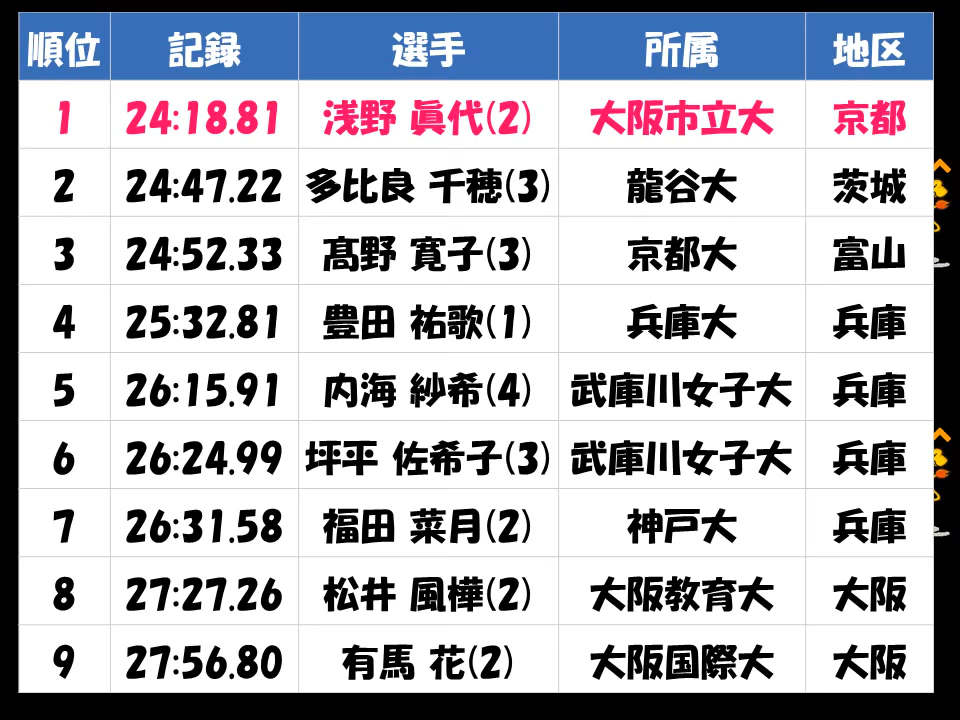 順位 記録 選手 所属 地区
1 24:18.81 浅野 眞代(2) 大阪市立大 京都
2 24:47.22 多比良 千穂(3) 龍谷大 茨城
3 24:52.33 髙野 寛子(3) 京都大 富山
4 25:32.81 豊田 祐歌(1) 兵庫大 兵庫
5 26:15.91 内海 紗希(4) 武庫川女子大 兵庫
6 26:24.99 坪平 佐希子(3) 武庫川女子大 兵庫
7 26:31.58 福田 菜月(2) 神戸大 兵庫
8 27:27.26 松井 風樺(2) 大阪教育大 大阪
9 27:56.80 有馬 花(2) 大阪国際大 大阪